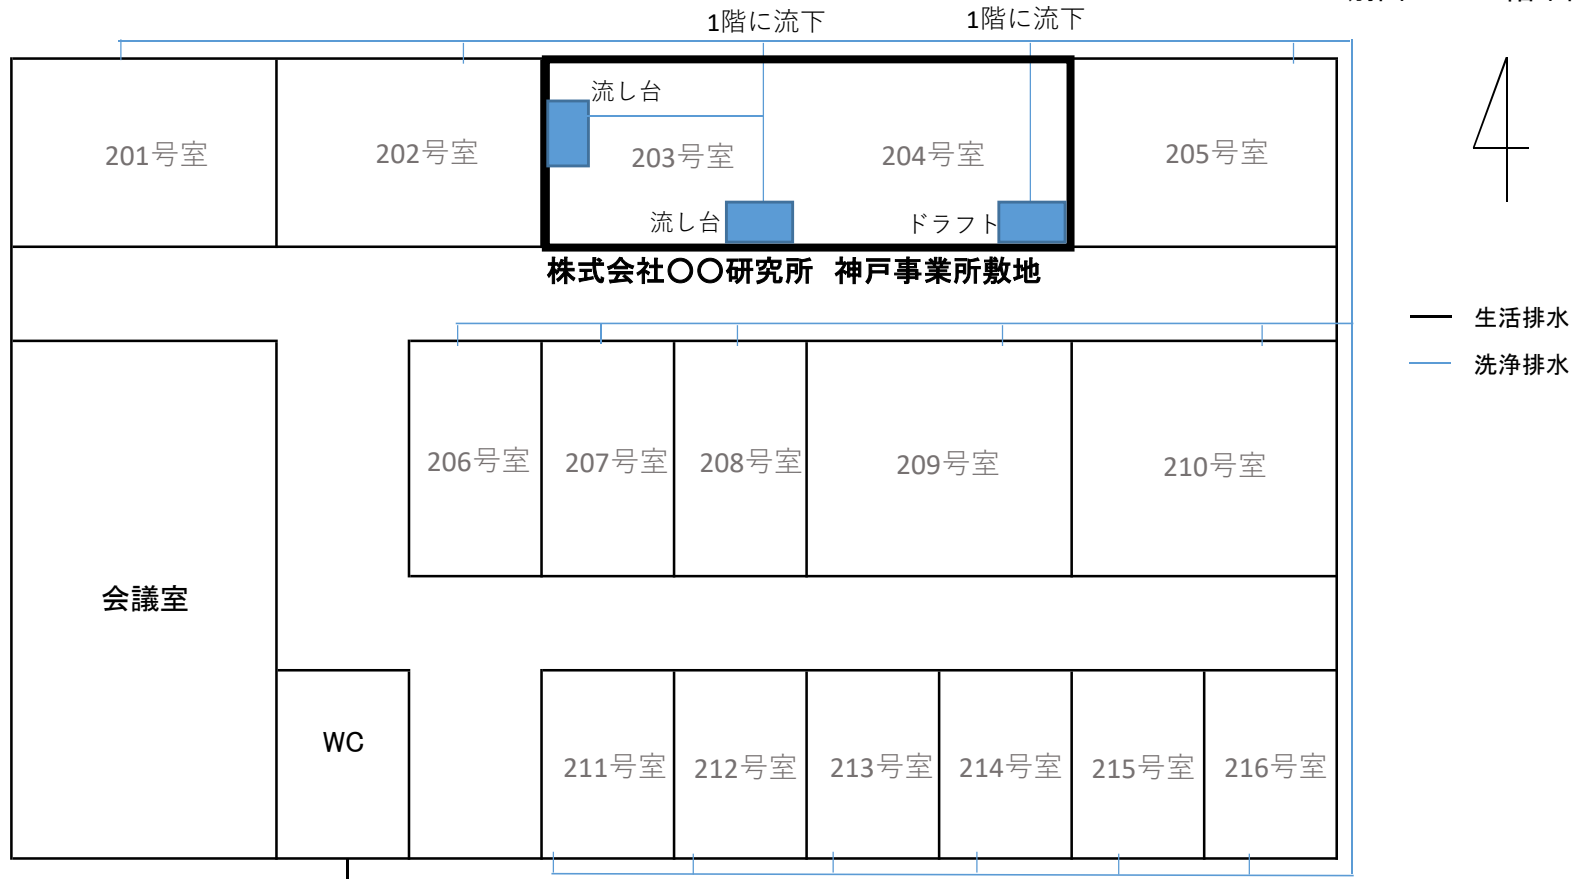 1階に流下
1階に流下
流し台
201号室
202号室
203号室
204号室
205号室
流し台
ドラフト
株式会社〇〇研究所 神戸事業所敷地
生活排水
洗浄排水
206号室
207号室
208号室
209号室
210号室
会議室
WC
211号室
212号室
213号室
214号室
215号室
216号室